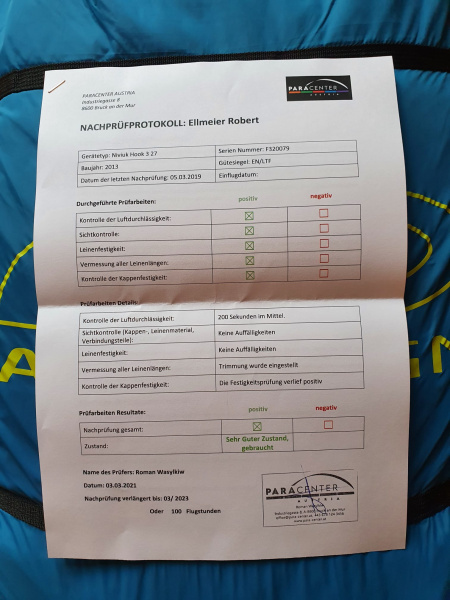 PARACENTER AUSTRIA
Industriegasse 8
8600 Bruck an der Mur
PARACENTER
AUSTRIA
NACHPRÜFPROTOKOLL: Ellmeier Robert
Gerätetyp: Niviuk Hook 3 27
Serien Nummer: F320079
Baujahr: 2013
Gütesiegel: EN/LTF
Datum der letzten Nachprüfung: 05.03.2019
Einflugdatum:
Durchgeführte Prüfarbeiten:
positiv
negativ
Kontrolle der Luftdurchlässigkeit:
Sichtkontrolle:
Leinenfestigkeit:
Vermessung aller Leinenlängen:
Kontrolle der Kappenfestigkeit:
Prüfarbeiten Details:
Kontrolle der Luftdurchlässigkeit:
200 Sekunden im Mittel.
Sichtkontrolle (Kappen-, Leinenmaterial,
Verbindungsteile):
Keine Auffälligkeiten
Leinenfestigkeit:
Keine Auffälligkeiten
Vermessung aller Leinenlängen:
Trimmung wurde eingestellt
Kontrolle der Kappenfestigkeit:
Die Festigkeitsprüfung verlief positiv
Prüfarbeiten Resultate:
positiv
negativ
Nachprüfung gesamt:
Zustand:
Sehr Guter Zustand,
gebraucht
Name des Prüfers: Roman Wasylkiw
Datum: 03.03.2021
Nachprüfung verlängert bis: 03/ 2023
Oder 100 Flugstunden
PARACENTER
AUSTRIA